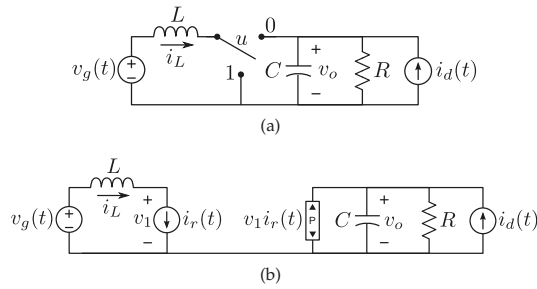 L
u 0
v_g(t) + − i_L 1 C + v_o − R i_d(t)
(a)
L
v_g(t) + − i_L + v_1 − i_r(t) v_1 i_r(t) P C + v_o − R i_d(t)
(b)